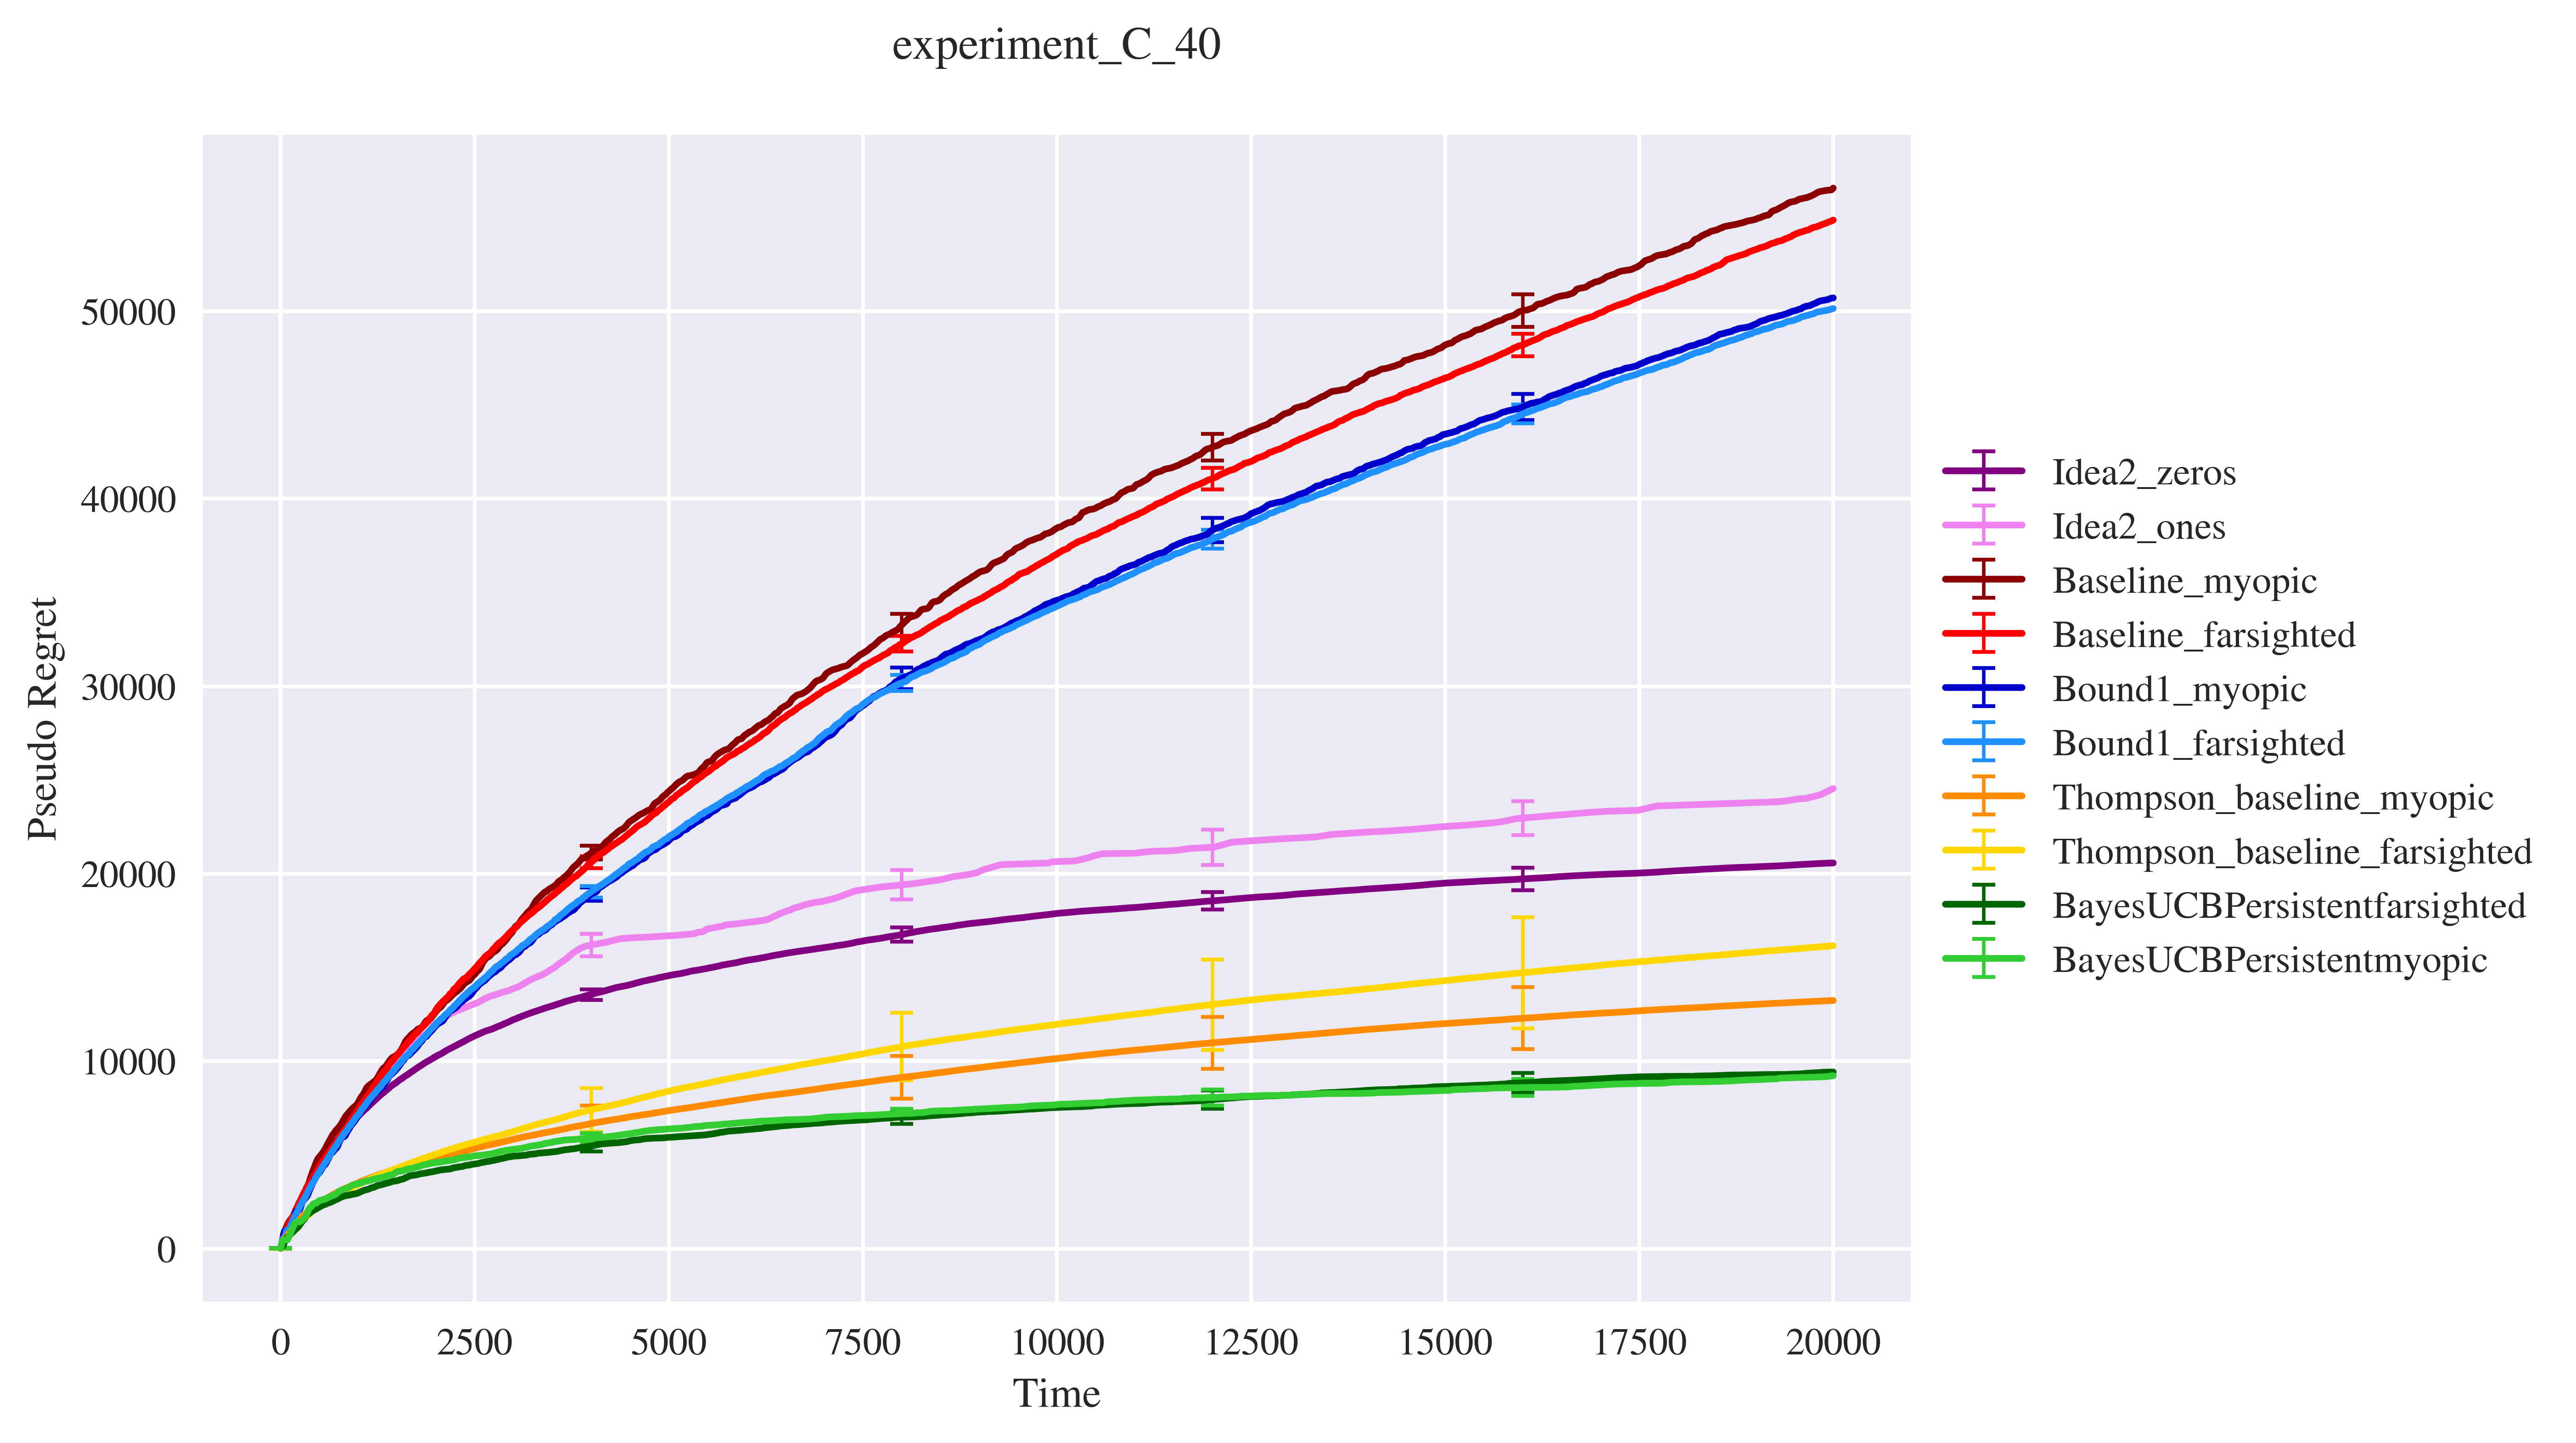 experiment_C_40
Pseudo Regret
50000
40000
30000
20000
10000
0
0 2500 5000 7500 10000 12500 15000 17500 20000
Time
Idea2_zeros
Idea2_ones
Baseline_myopic
Baseline_farsighted
Bound1_myopic
Bound1_farsighted
Thompson_baseline_myopic
Thompson_baseline_farsighted
BayesUCBPersistentfarsighted
BayesUCBPersistentmyopic